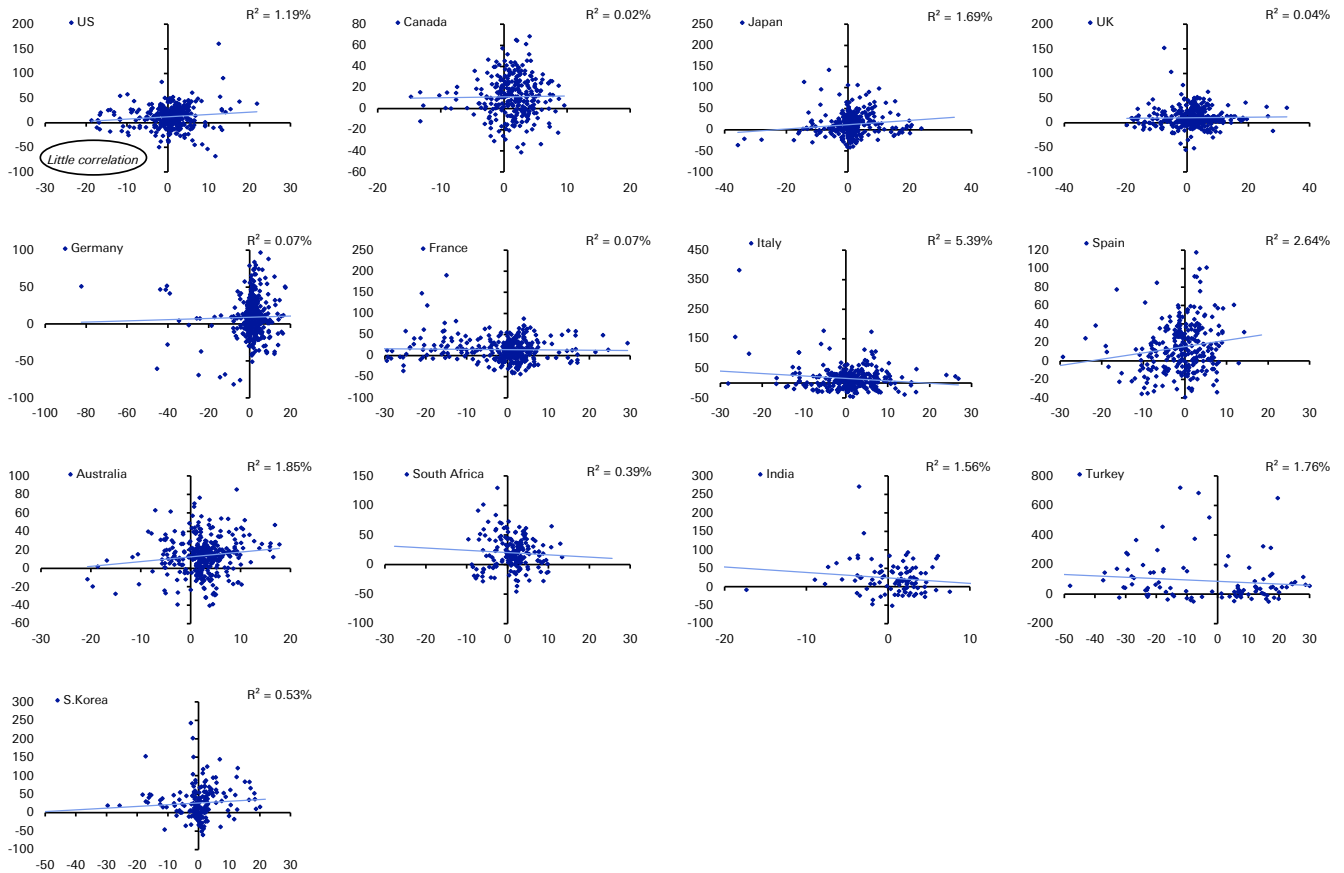 US
R² = 1.19%
200
150
100
50
0
-50
-100
Little correlation
-30 -20 -10 0 10 20 30
Canada
R² = 0.02%
80
60
40
20
0
-20
-40
-60
-20 -10 0 10 20
Japan
R² = 1.69%
250
200
150
100
50
0
-50
-100
-40 -20 0 20 40
UK
R² = 0.04%
200
150
100
50
0
-50
-100
-40 -20 0 20 40
Germany
R² = 0.07%
100
50
0
-50
-100
-100 -80 -60 -40 -20 0 20
France
R² = 0.07%
250
200
150
100
50
0
-50
-100
-30 -20 -10 0 10 20 30
Italy
R² = 5.39%
450
350
250
150
50
-50
-30 -20 -10 0 10 20 30
Spain
R² = 2.64%
120
100
80
60
40
20
0
-20
-40
-30 -20 -10 0 10 20 30
Australia
R² = 1.85%
100
80
60
40
20
0
-20
-40
-60
-30 -20 -10 0 10 20
South Africa
R² = 0.39%
150
100
50
0
-50
-100
-30 -20 -10 0 10 20 30
India
R² = 1.56%
300
250
200
150
100
50
0
-50
-100
-20 -10 0 10
Turkey
R² = 1.76%
800
600
400
200
0
-200
-50 -40 -30 -20 -10 0 10 20 30
S.Korea
R² = 0.53%
300
250
200
150
100
50
0
-50
-100
-50 -40 -30 -20 -10 0 10 20 30